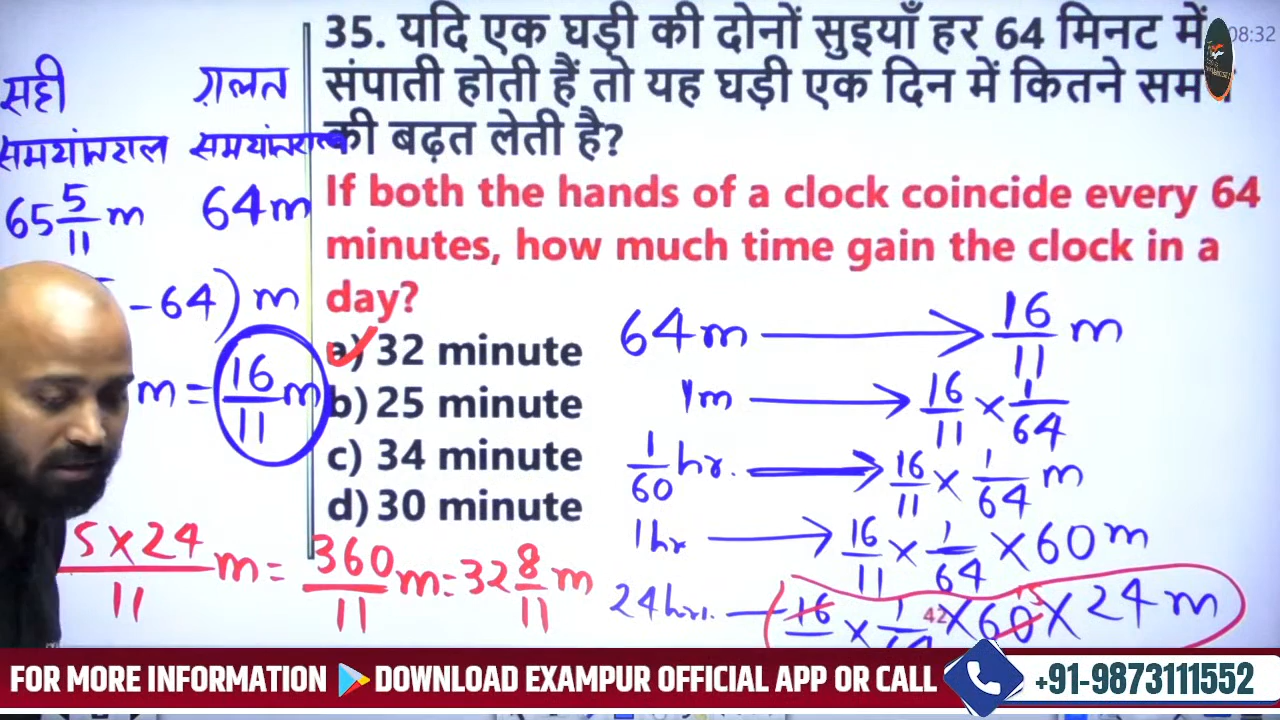 35. यदि एक घड़ी की दोनों सुइयाँ हर 64 मिनट में
संपाती होती हैं तो यह घड़ी एक दिन में कितने
की बढ़त लेती है?
If both the hands of a clock coincide every 64
minutes, how much time gain the clock in a
day?
a) 32 minute
b) 25 minute
c) 34 minute
d) 30 minute
08:32
सही ग़लत
समयांतराल समयांतराल
65 5/11 m 64m
- 64) m
m = 16/11 m
64m → 16/11 m
1m → 16/11 × 1/64
1/60 hr. → 16/11 × 1/64 m
1hr → 16/11 × 1/64 × 60m
24hrs. — 16 × 1/64 × 60 × 24 m
42
5×24/11 m = 360/11 m = 32 8/11 m
FOR MORE INFORMATION DOWNLOAD EXAMPUR OFFICIAL APP OR CALL +91-9873111552